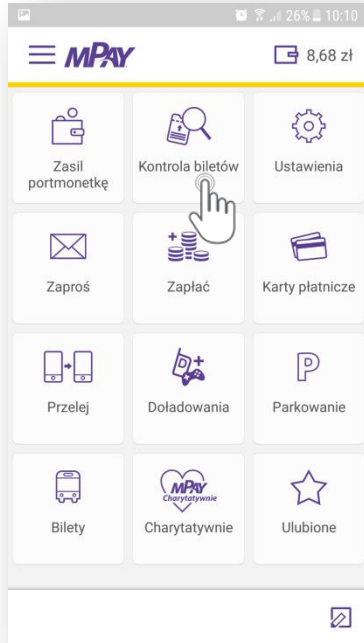 26% 10:10
mPAY 8,68 zł
Zasil
portmonetkę
Kontrola biletów
Ustawienia
Zaproś
Zapłać
Karty płatnicze
Przelej
Doładowania
Parkowanie
Bilety
mPAY
Charytatywnie
Charytatywnie
Ulubione